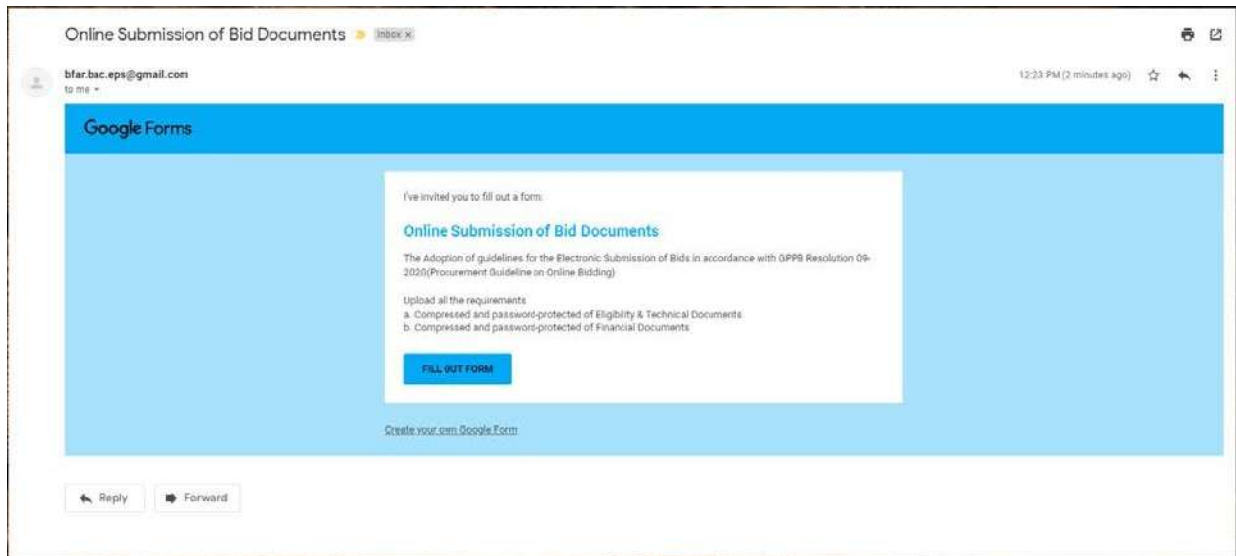 Online Submission of Bid Documents
Inbox x
bfar.bac.eps@gmail.com
12:23 PM (2 minutes ago)
to me
Google Forms
I've invited you to fill out a form:
Online Submission of Bid Documents
The Adoption of guidelines for the Electronic Submission of Bids in accordance with GPPB Resolution 09-
2020(Procurement Guideline on Online Bidding)
Upload all the requirements
a. Compressed and password-protected of Eligibility & Technical Documents
b. Compressed and password-protected of Financial Documents
FILL OUT FORM
Create your own Google Form
Reply
Forward